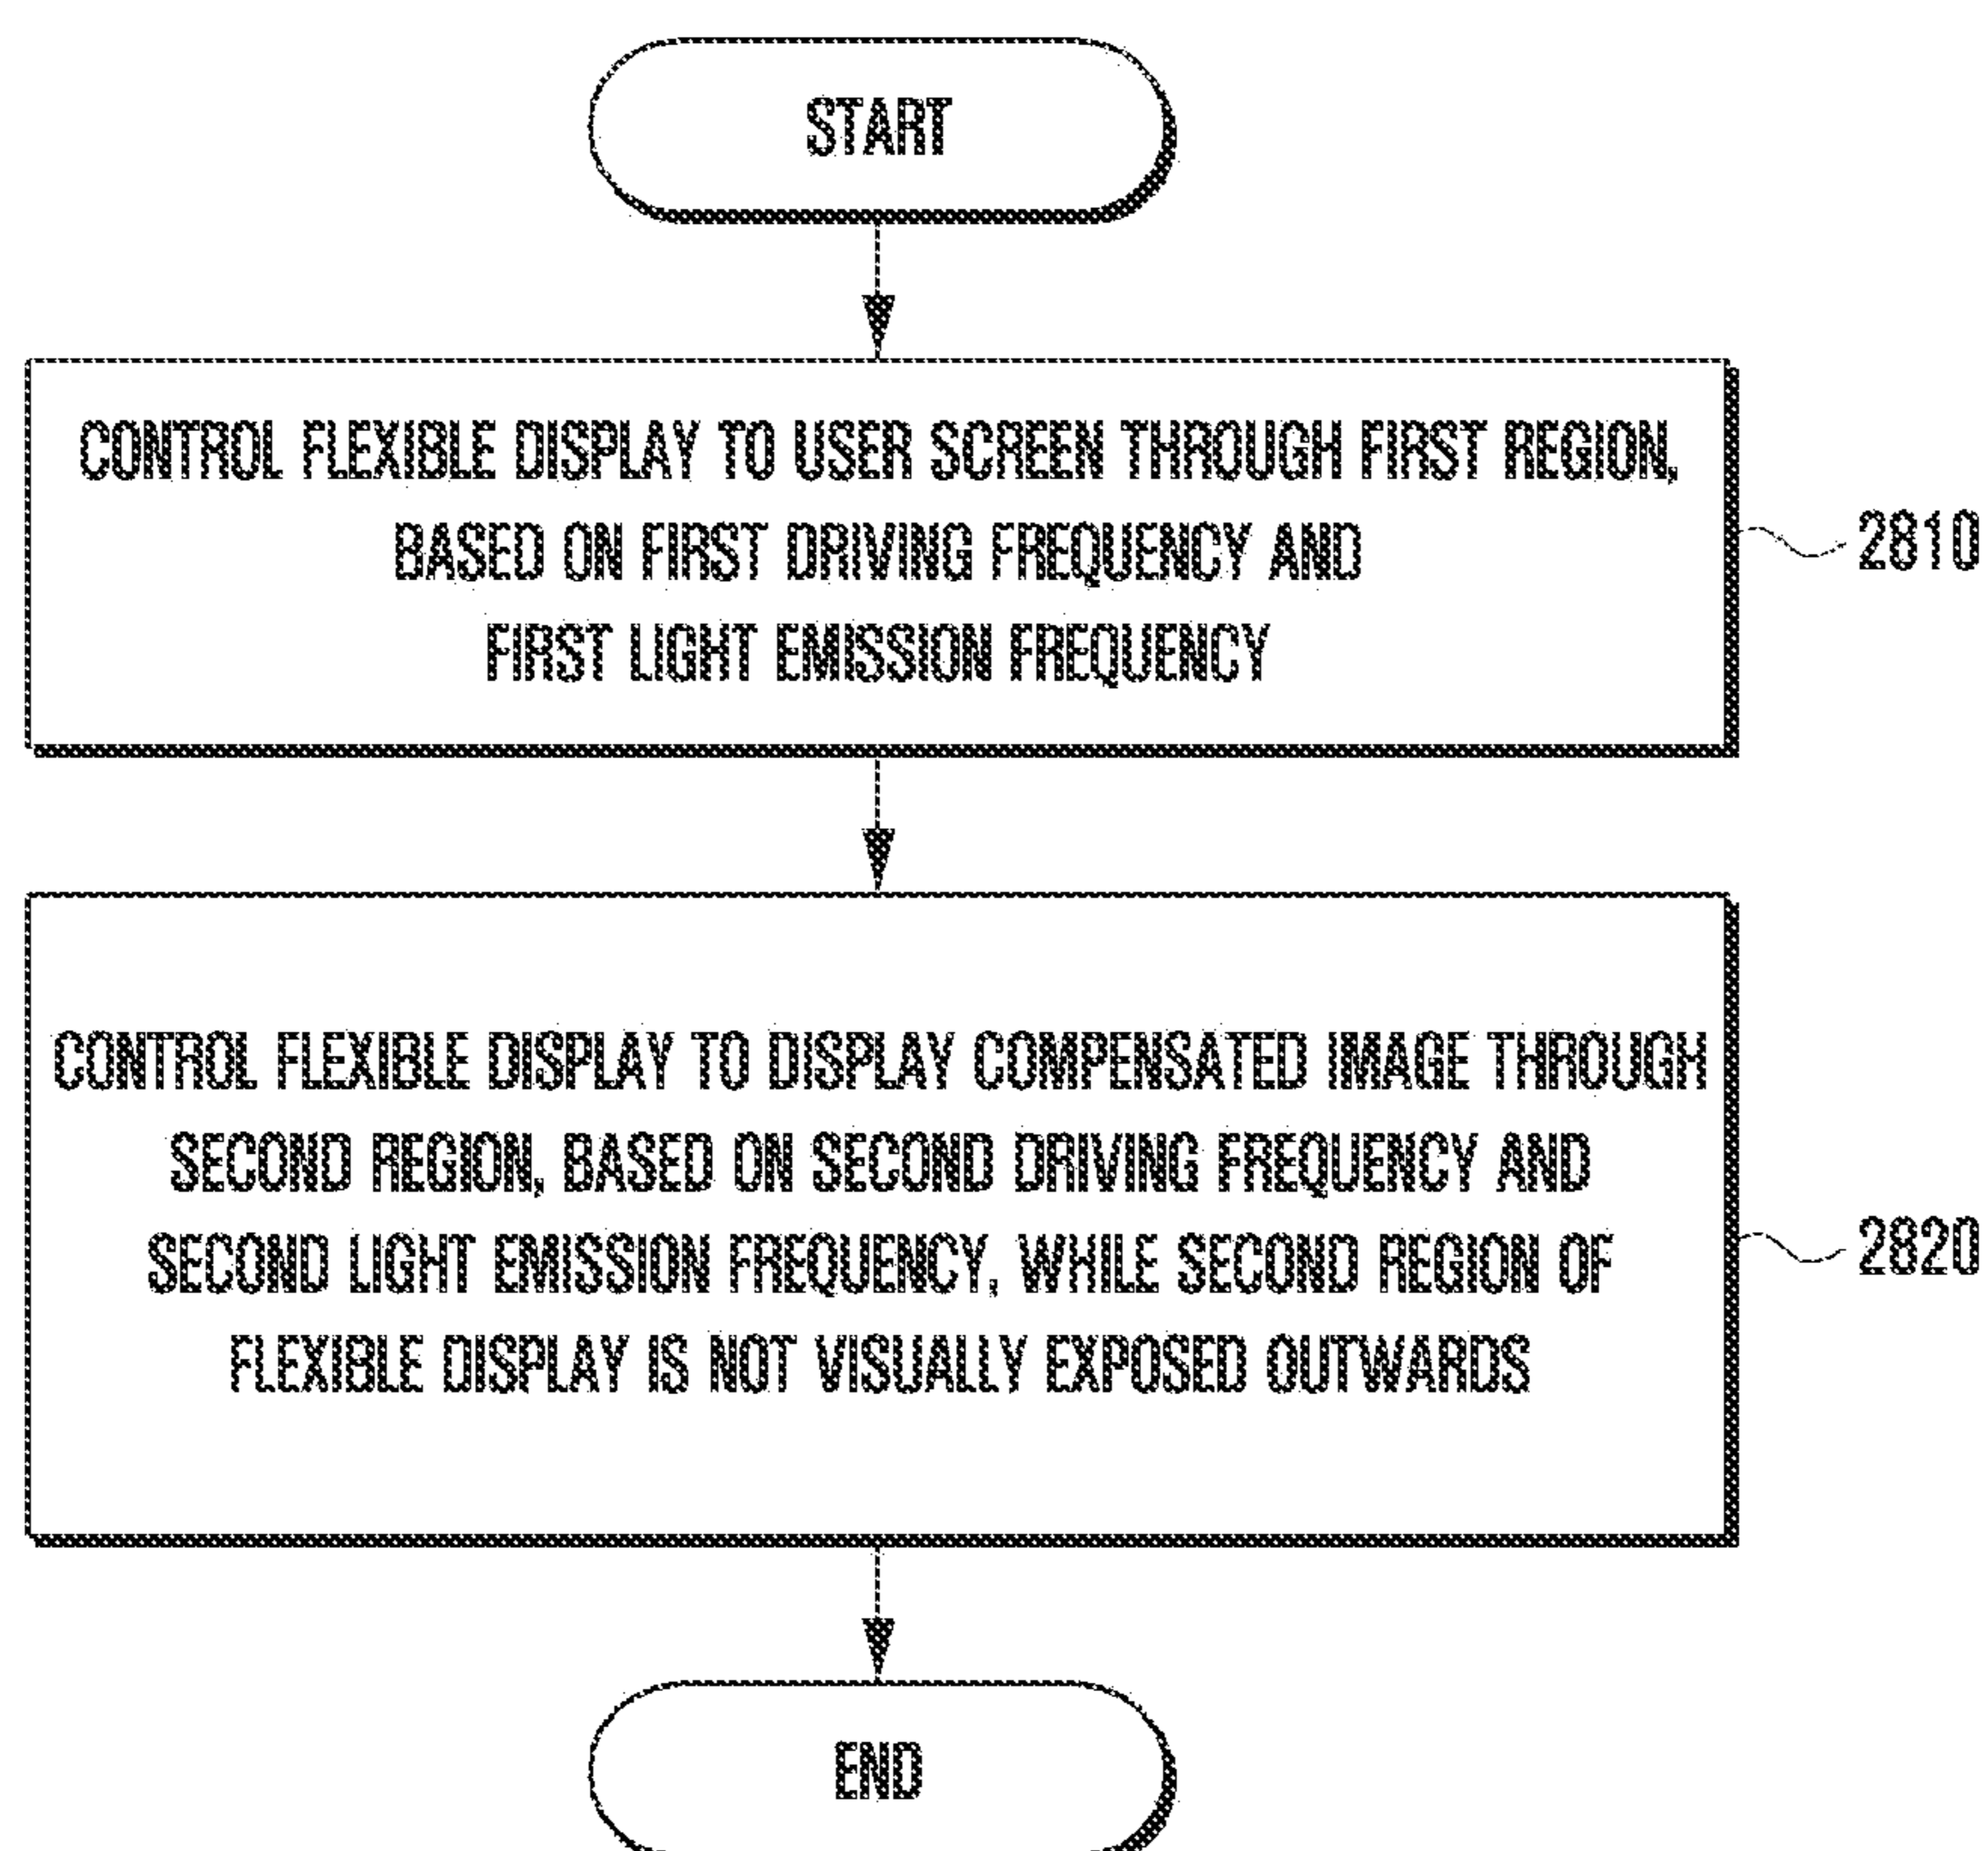 START
CONTROL FLEXIBLE DISPLAY TO USER SCREEN THROUGH FIRST REGION,
BASED ON FIRST DRIVING FREQUENCY AND
FIRST LIGHT EMISSION FREQUENCY
2810
CONTROL FLEXIBLE DISPLAY TO DISPLAY COMPENSATED IMAGE THROUGH
SECOND REGION, BASED ON SECOND DRIVING FREQUENCY AND
SECOND LIGHT EMISSION FREQUENCY, WHILE SECOND REGION OF
FLEXIBLE DISPLAY IS NOT VISUALLY EXPOSED OUTWARDS
2820
END